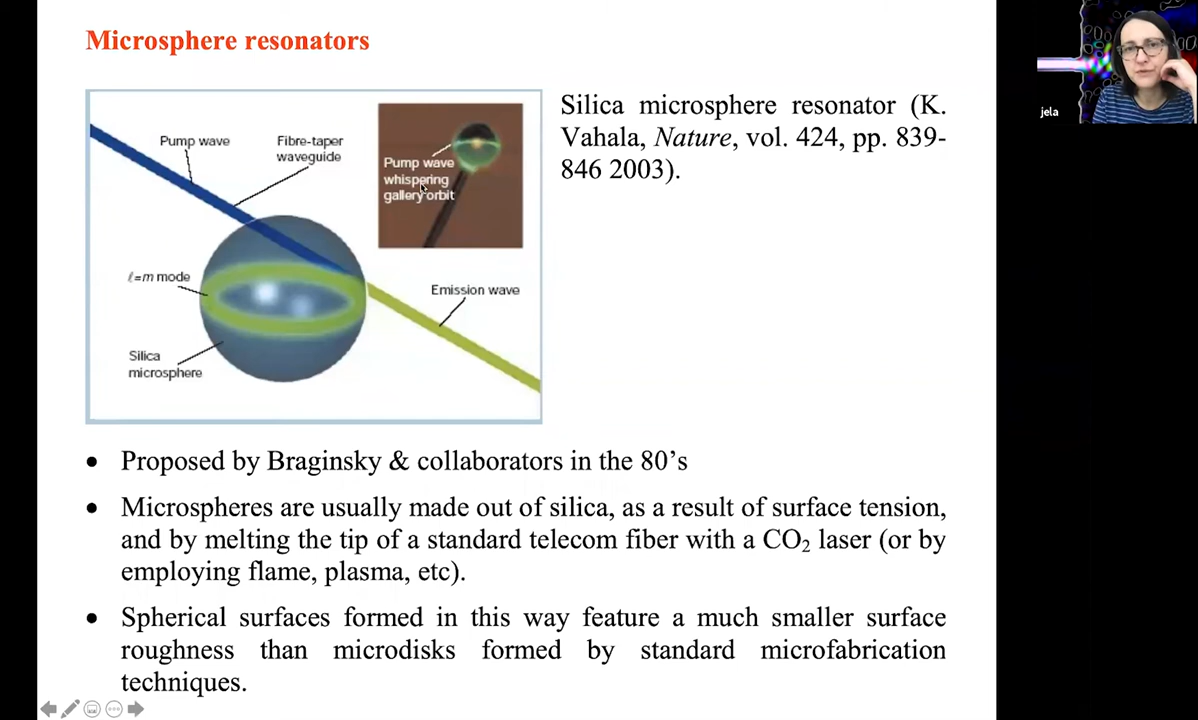 Microsphere resonators
Pump wave
Fibre-taper
waveguide
Pump wave
whispering
gallery orbit
ℓ=m mode
Emission wave
Silica
microsphere
Silica microsphere resonator (K.
Vahala, Nature, vol. 424, pp. 839-
846 2003).
jela
• Proposed by Braginsky & collaborators in the 80’s
• Microspheres are usually made out of silica, as a result of surface tension,
and by melting the tip of a standard telecom fiber with a CO₂ laser (or by
employing flame, plasma, etc).
• Spherical surfaces formed in this way feature a much smaller surface
roughness than microdisks formed by standard microfabrication
techniques.